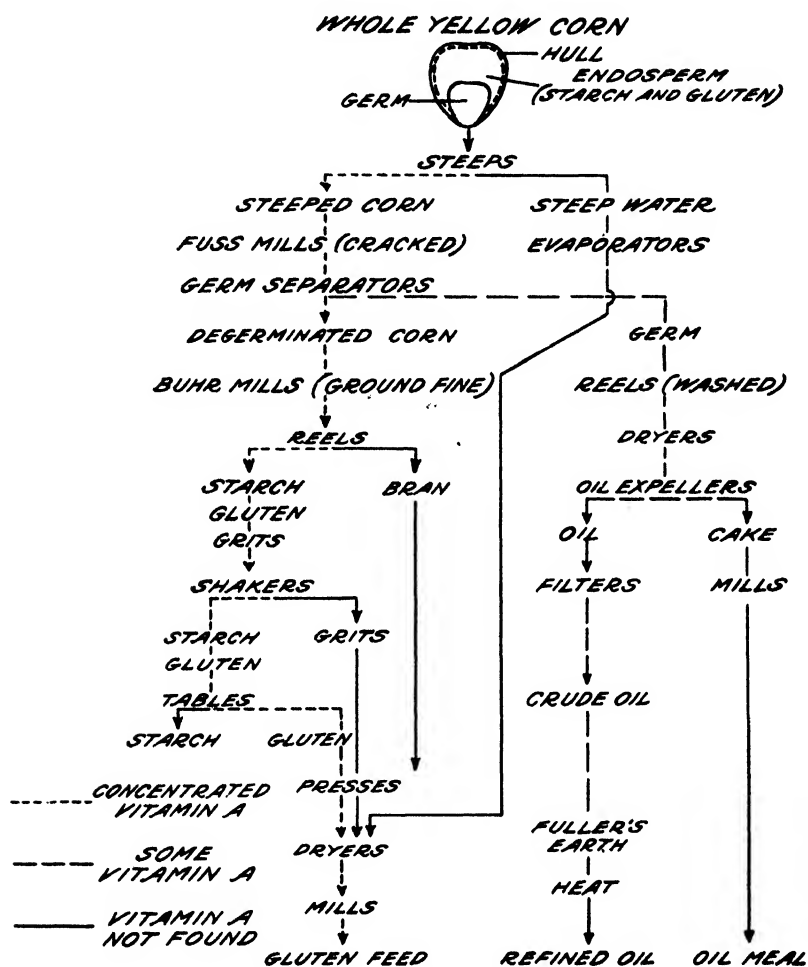 WHOLE YELLOW CORN
HULL
ENDOSPERM
(STARCH AND GLUTEN)
GERM
STEEPS
STEEPED CORN
STEEP WATER
FUSS MILLS (CRACKED)
EVAPORATORS
GERM SEPARATORS
DEGERMINATED CORN
GERM
BUHR MILLS (GROUND FINE)
REELS (WASHED)
REELS
DRYERS
STARCH
BRAN
OIL EXPELLERS
GLUTEN
GRITS
OIL
CAKE
SHAKERS
FILTERS
MILLS
STARCH
GRITS
GLUTEN
TABLES
CRUDE OIL
STARCH
GLUTEN
CONCENTRATED
VITAMIN A
PRESSES
SOME
VITAMIN A
DRYERS
FULLER'S
EARTH
HEAT
VITAMIN A
NOT FOUND
MILLS
GLUTEN FEED
REFINED OIL
OIL MEAL